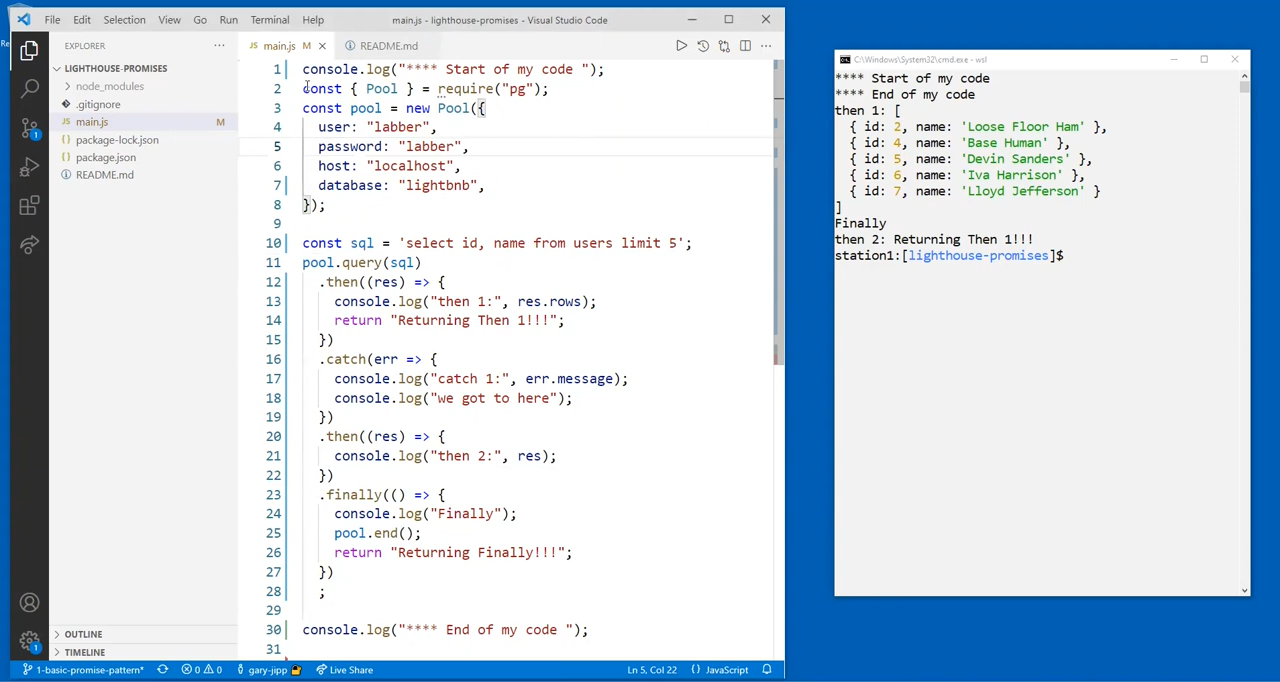 File Edit Selection View Go Run Terminal Help main.js - lighthouse-promises - Visual Studio Code
EXPLORER ···
LIGHTHOUSE-PROMISES
node_modules
.gitignore
JS main.js M
{} package-lock.json
{} package.json
README.md
OUTLINE
TIMELINE
1
1
JS main.js M README.md
1 console.log("**** Start of my code ");
2 const { Pool } = require("pg");
3 const pool = new Pool({
4 user: "labber",
5 password: "labber",
6 host: "localhost",
7 database: "lightbnb",
8 });
9
10 const sql = 'select id, name from users limit 5';
11 pool.query(sql)
12 .then((res) => {
13 console.log("then 1:", res.rows);
14 return "Returning Then 1!!!";
15 })
16 .catch(err => {
17 console.log("catch 1:", err.message);
18 console.log("we got to here");
19 })
20 .then((res) => {
21 console.log("then 2:", res);
22 })
23 .finally(() => {
24 console.log("Finally");
25 pool.end();
26 return "Returning Finally!!!";
27 })
28 ;
29
30 console.log("**** End of my code ");
31
1-basic-promise-pattern* 0 0 gary-jipp Live Share Ln 5, Col 22 {} JavaScript
C:\Windows\System32\cmd.exe - wsl
**** Start of my code
**** End of my code
then 1: [
{ id: 2, name: 'Loose Floor Ham' },
{ id: 4, name: 'Base Human' },
{ id: 5, name: 'Devin Sanders' },
{ id: 6, name: 'Iva Harrison' },
{ id: 7, name: 'Lloyd Jefferson' }
]
Finally
then 2: Returning Then 1!!!
station1:[lighthouse-promises]$